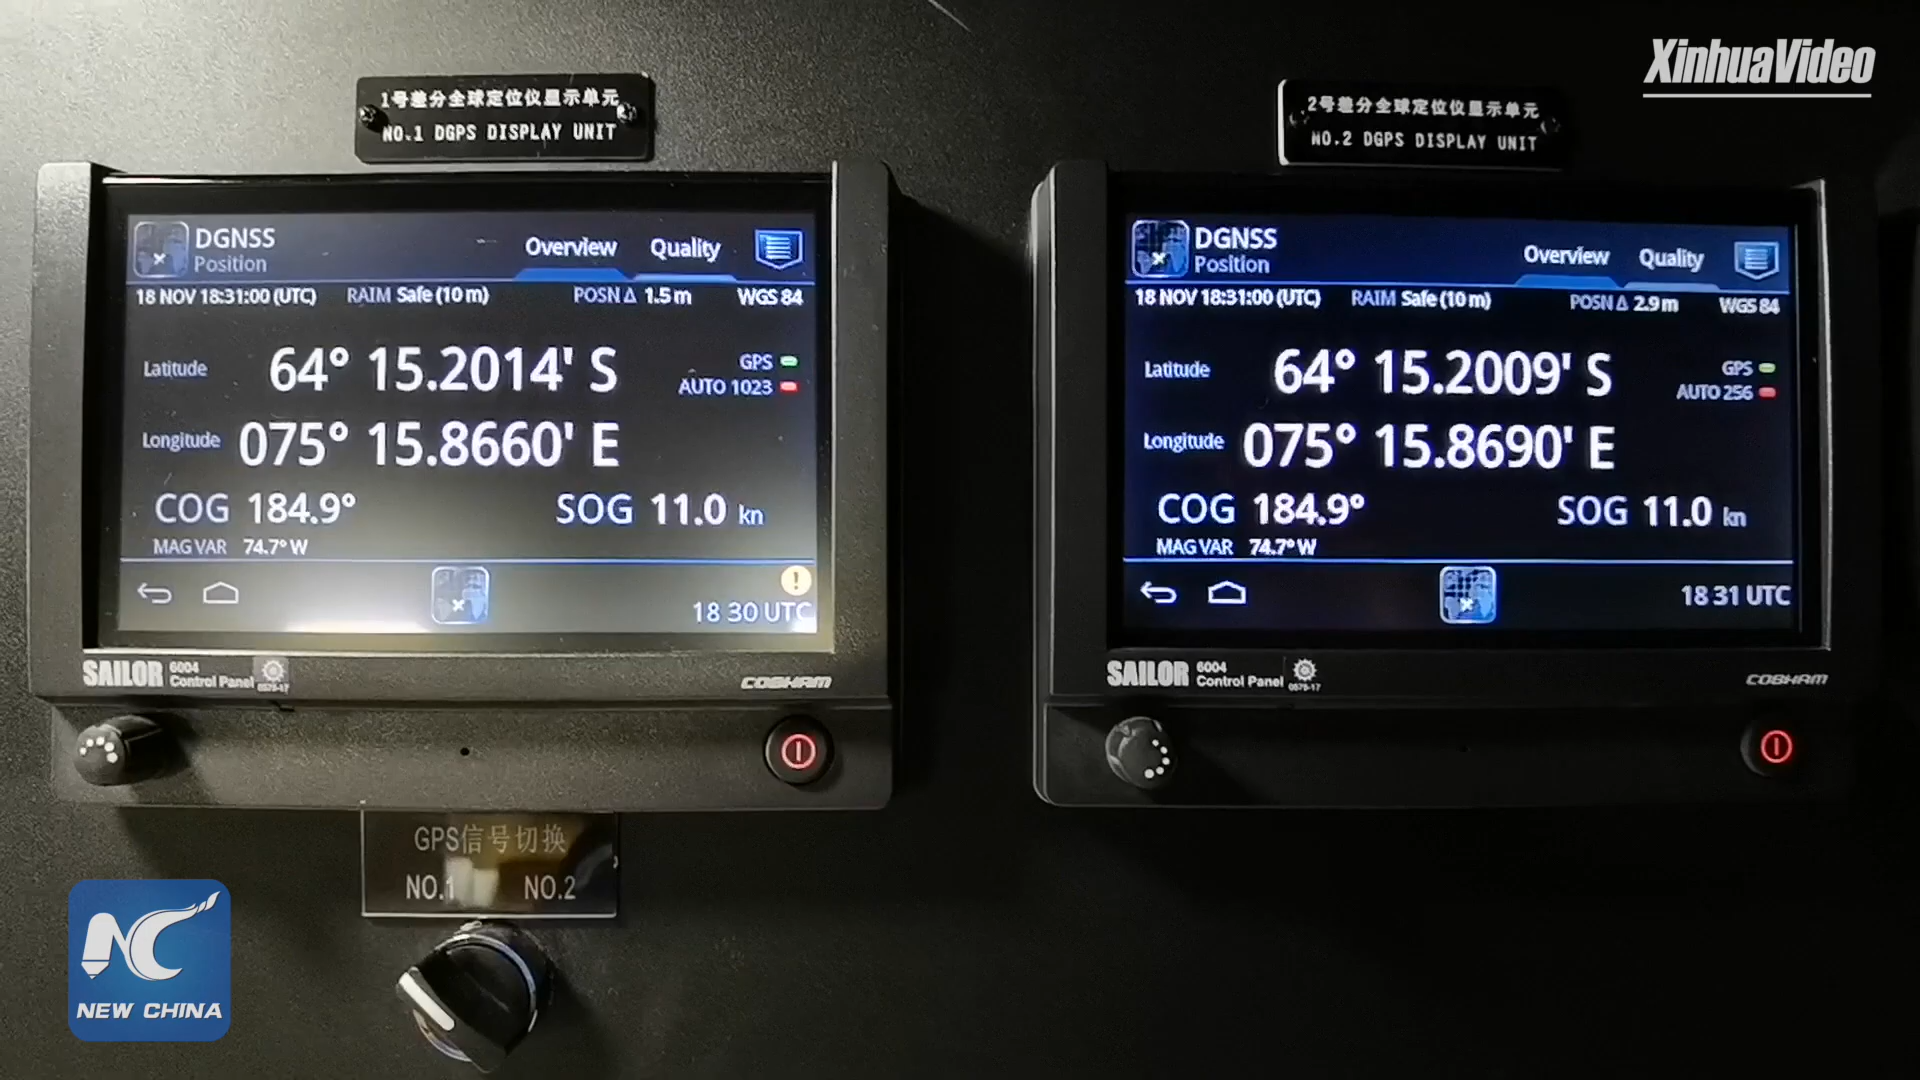 XinhuaVideo
1号差分全球定位仪显示单元
NO.1 DGPS DISPLAY UNIT
DGNSS
Position
Overview
Quality
18 NOV 18:31:00 (UTC) RAIM Safe (10 m) POSN Δ 1.5 m WGS 84
Latitude 64° 15.2014' S
GPS
AUTO 1023
Longitude 075° 15.8660' E
COG 184.9° SOG 11.0 kn
MAG VAR 74.7° W
18 30 UTC
SAILOR 6004 Control Panel
0575-17
COBHAM
2号差分全球定位仪显示单元
NO.2 DGPS DISPLAY UNIT
DGNSS
Position
Overview
Quality
18 NOV 18:31:00 (UTC) RAIM Safe (10 m) POSN Δ 2.9 m WGS 84
Latitude 64° 15.2009' S
GPS
AUTO 256
Longitude 075° 15.8690' E
COG 184.9° SOG 11.0 kn
MAG VAR 74.7° W
18 31 UTC
SAILOR 6004 Control Panel
0575-17
COBHAM
GPS信号切换
NO.1 NO.2
NC
NEW CHINA